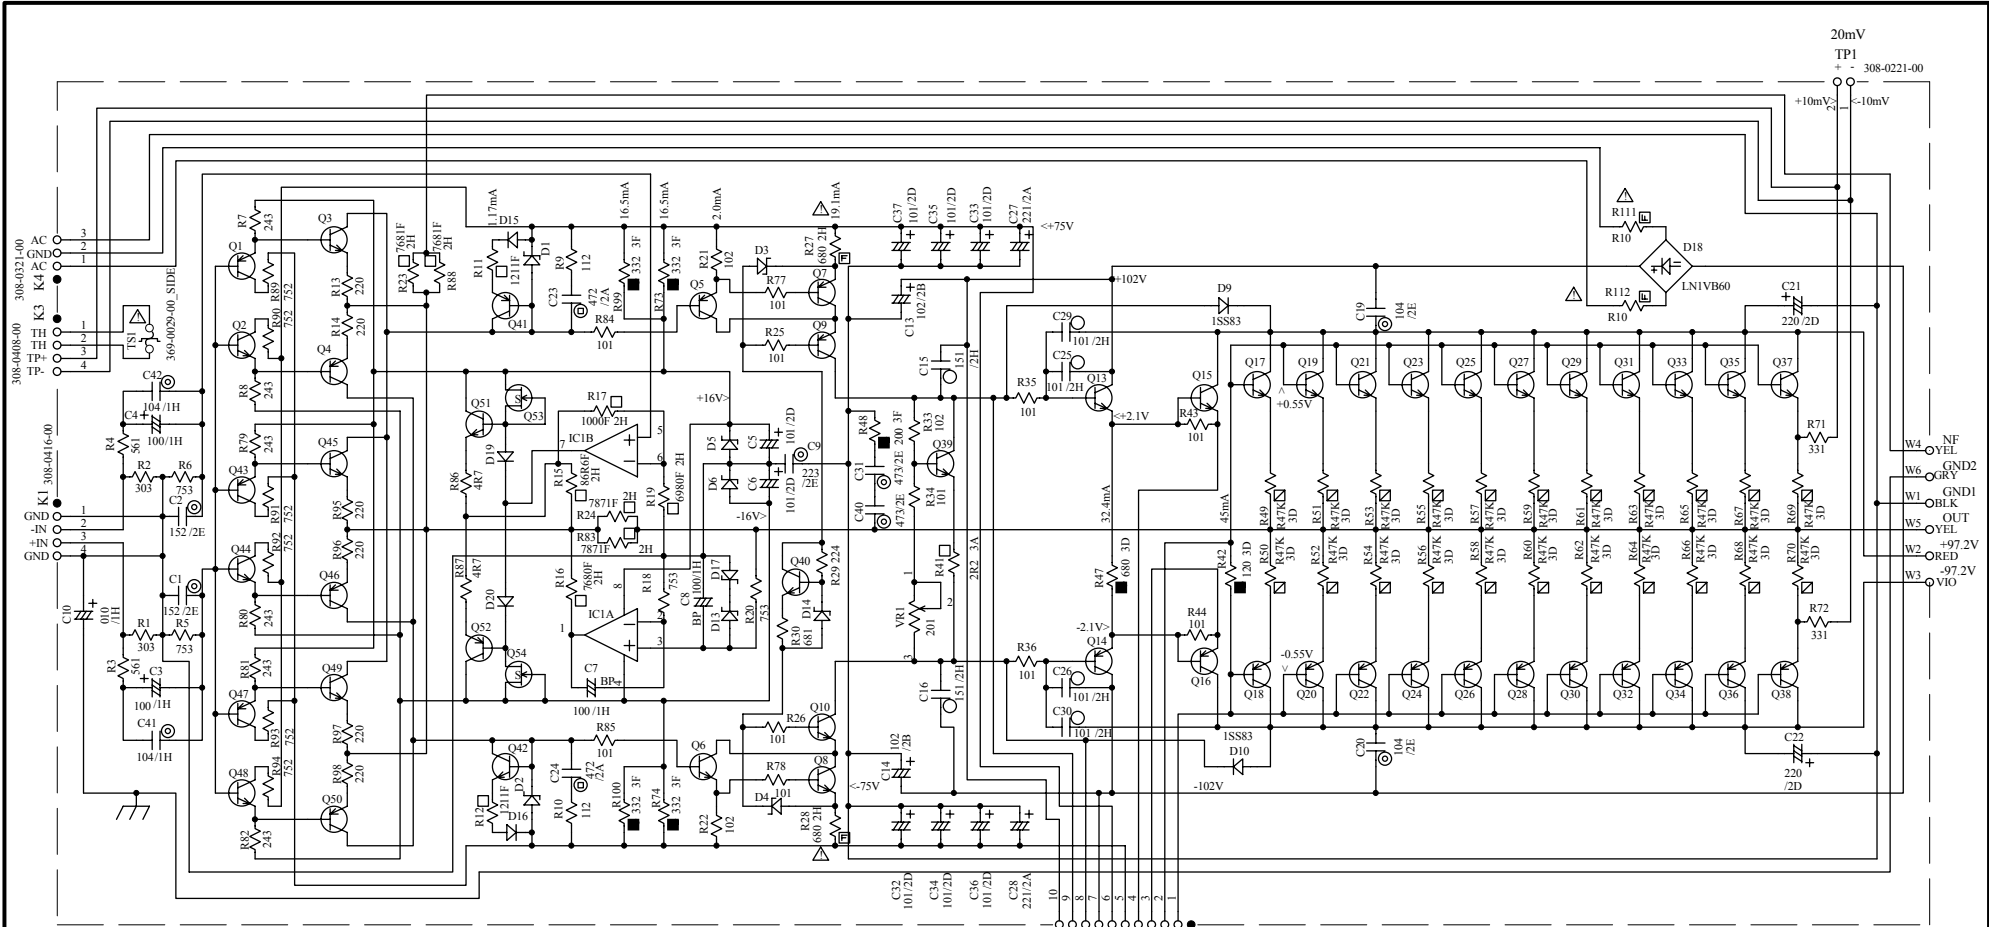 20mV
TP1
+ - 308-0221-00
+10mV> <-10mV
2 1
308-0321-00
AC 3
GND 2
AC 1
K4
K3
308-0408-00
TH 1
TH 2
TP+ 3
TP- 4
TS1
369-0029-00_SIDE
308-0416-00
K1
GND 1
-IN 2
+IN 3
GND 4
C42
104/1H
C4
100/1H
R4 561
R2 303
R6 753
C2
152/2E
C1
152/2E
C10 010/1H
R1 303
R5 753
R3 561
C3
100/1H
C41
104/1H
R7 243
Q1
R89 752
Q3
R13 220
R90 752
Q2
R14 220
R8 243
Q4
R79 243
Q45
Q43
R91 752
R95 220
R92 752
Q44
R96 220
Q46
R80 243
R81 243
Q49
Q47
R93 752
R97 220
R94 752
Q48
R98 220
Q50
R82 243
R23 7681F 2H
R88 7681F 2H
1.17mA
D15
R11 1211F
D1
Q41
R9 112
C23 472/2A
R84 101
16.5mA
R99 332 3F
16.5mA
R73 332 3F
2.0mA
R21 102
Q5
D3
R77 101
R25 101
19.1mA
R27 680 2H
Q7
Q9
C37 101/2D
C35 101/2D
C33 101/2D
C27 221/2A
<+75V
C13 102/2B
+102V
Q51
Q53
R17
1000F 2H
IC1B
7
5
6
D19
R86 4R7
R15 86R6F 2H
R24 7871F 2H
R83 7871F 2H
R19 6980F 2H
+16V>
D5
D6
C5 101/2D
C6 101/2D
C9
223/2E
-16V>
R87 4R7
D20
R16 7680F 2H
IC1A
8
1
2
3
4
R18 753
C8 BP 100/1H
D17
D13
R20 753
Q40
R29 224
D14
R30 681
Q52
Q54
C7
BP
100/1H
R85 101
Q42
D2
R12 1211F
D16
C24 472/2A
R10 112
R100 332 3F
R74 332 3F
Q6
R22 102
R26 101
Q10
R78 101
Q8
D4
R28 680 2H
<-75V
C14 102/2B
C32 101/2D
C34 101/2D
C36 101/2D
C28 221/2A
C15 151/2H
R48 200 3F
R33 102
C31 473/2E
Q39
C40 473/2E
R34 101
R41 2R2 3A
VR1 201
1
2
3
C16 151/2H
C29
101/2H
C25
101/2H
R35 101
Q13
<+2.1V
Q15
R43 101
D9
1SS83
32.4mA
R47 680 3D
45mA
R42 120 3D
-2.1V>
Q14
R44 101
Q16
R36 101
C26
101/2H
C30
101/2H
1SS83
D10
-102V
C19 104/2E
C20 104/2E
R111
R10
R112
R10
D18
LN1VB60
C21
220/2D
C22
220/2D
Q17 Q19 Q21 Q23 Q25 Q27 Q29 Q31 Q33 Q35 Q37
+0.55V
R49 R47K 3D
R51 R47K 3D
R53 R47K 3D
R55 R47K 3D
R57 R47K 3D
R59 R47K 3D
R61 R47K 3D
R63 R47K 3D
R65 R47K 3D
R67 R47K 3D
R69 R47K 3D
R50 R47K 3D
R52 R47K 3D
R54 R47K 3D
R56 R47K 3D
R58 R47K 3D
R60 R47K 3D
R62 R47K 3D
R64 R47K 3D
R66 R47K 3D
R68 R47K 3D
R70 R47K 3D
-0.55V
Q18 Q20 Q22 Q24 Q26 Q28 Q30 Q32 Q34 Q36 Q38
R71
331
R72
331
W4 NF YEL
W6 GND2 GRY
W1 GND1 BLK
W5 OUT YEL
W2 +97.2V RED
W3 -97.2V VIO
10 9 8 7 6 5 4 3 2 1